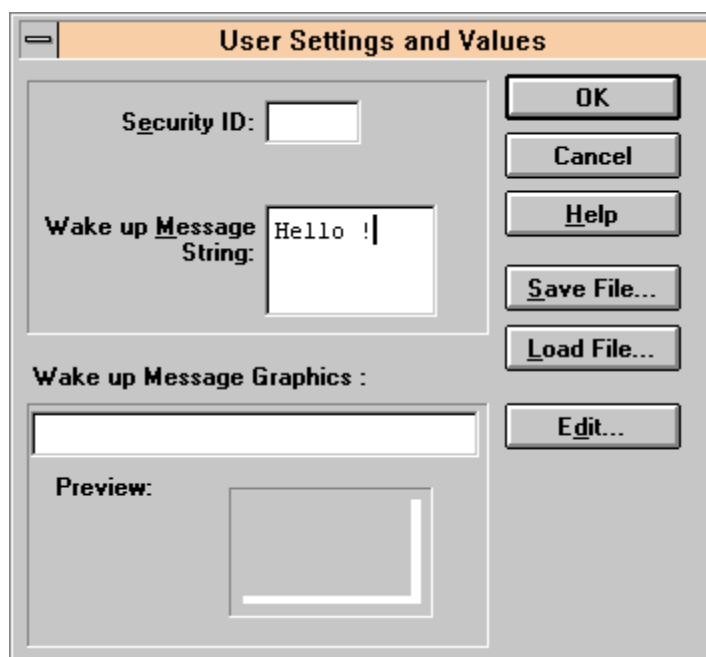 User Settings and Values
Security ID:
Wake up Message
String:
Hello !
OK
Cancel
Help
Save File...
Load File...
Wake up Message Graphics :
Edit...
Preview: